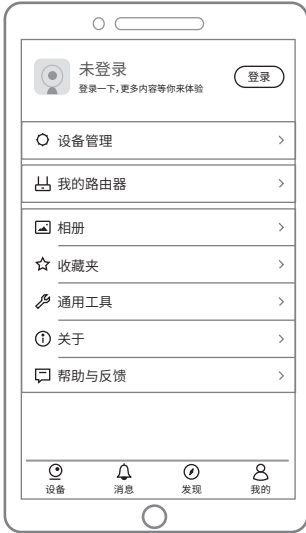 未登录
登录一下，更多内容等你来体验
登录
设备管理
我的路由器
相册
收藏夹
通用工具
关于
帮助与反馈
设备 消息 发现 我的